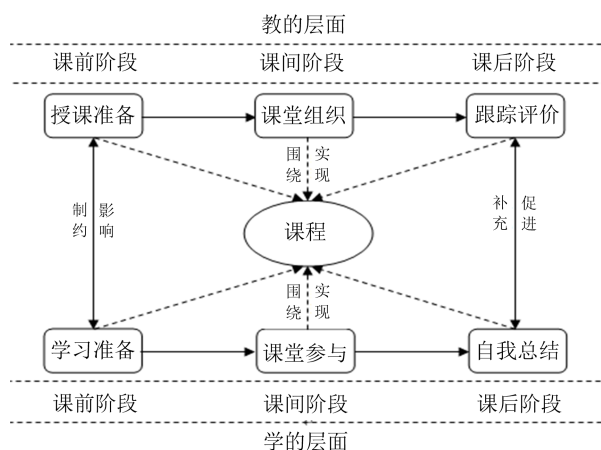 教的层面
课前阶段 课间阶段 课后阶段
授课准备 课堂组织 跟踪评价
围绕 实现
制约 影响
课程
补充 促进
围绕 实现
学习准备 课堂参与 自我总结
课前阶段 课间阶段 课后阶段
学的层面